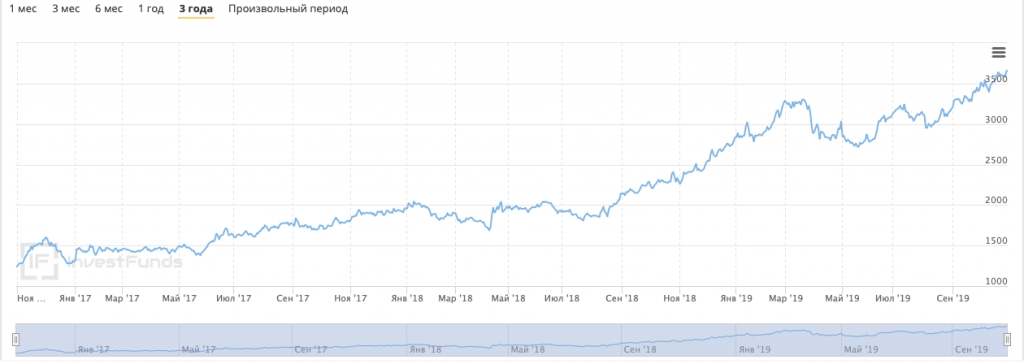 1 мес 3 мес 6 мес 1 год 3 года Произвольный период
3500
3000
2500
2000
1500
1000
IF InvestFunds
Ноя ... Янв '17 Мар '17 Май '17 Июл '17 Сен '17 Ноя '17 Янв '18 Мар '18 Май '18 Июл '18 Сен '18 Ноя '18 Янв '19 Мар '19 Май '19 Июл '19 Сен '19
Янв '17 Май '17 Сен '17 Янв '18 Май '18 Сен '18 Янв '19 Май '19 Сен '19